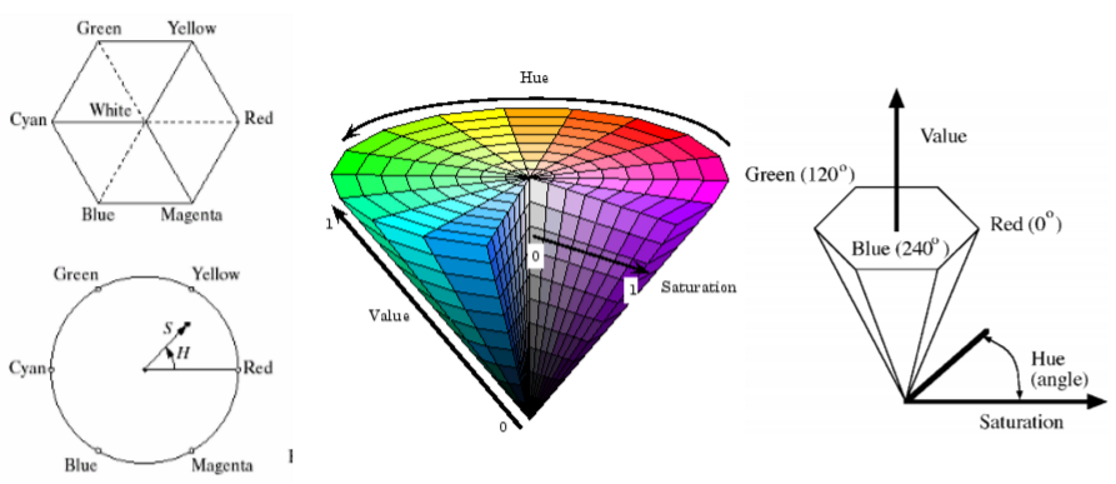 Green Yellow
Cyan White Red
Blue Magenta
Green Yellow
S
H
Cyan Red
Blue Magenta
Hue
1
0
1
Saturation
Value
0
Value
Green (120°)
Red (0°)
Blue (240°)
Hue
(angle)
Saturation